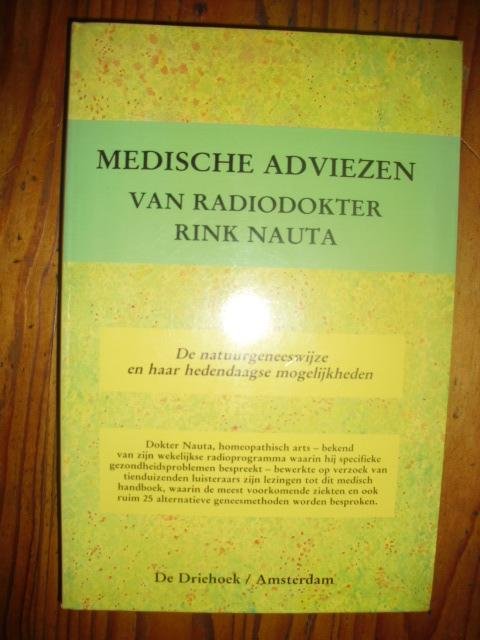 MEDISCHE ADVIEZEN
VAN RADIODOKTER
RINK NAUTA
De natuurgeneeswijze
en haar hedendaagse mogelijkheden
Dokter Nauta, homeopathisch arts – bekend
van zijn wekelijkse radioprogramma waarin hij specifieke
gezondheidsproblemen bespreekt – bewerkte op verzoek van
tienduizenden luisteraars zijn lezingen tot dit medisch
handboek, waarin de meest voorkomende ziekten en ook
ruim 25 alternatieve geneesmethoden worden besproken.
De Driehoek / Amsterdam